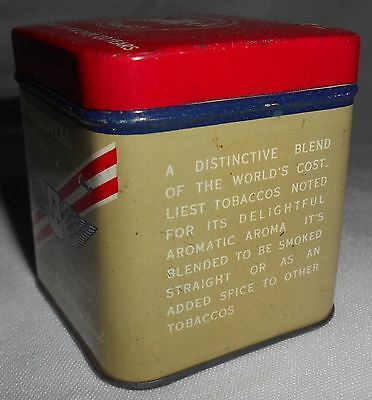 A DISTINCTIVE BLEND
OF THE WORLD'S COST.
LIEST TOBACCOS NOTED
FOR ITS DELIGHTFUL
AROMATIC AROMA IT'S
BLENDED TO BE SMOKED
STRAIGHT OR AS AN
ADDED SPICE TO OTHER
TOBACCOS